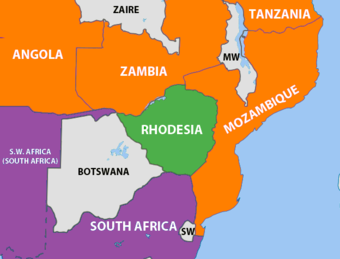 ZAIRE
TANZANIA
ANGOLA
MW
ZAMBIA
MOZAMBIQUE
RHODESIA
S.W. AFRICA
(SOUTH AFRICA)
BOTSWANA
SOUTH AFRICA
SW